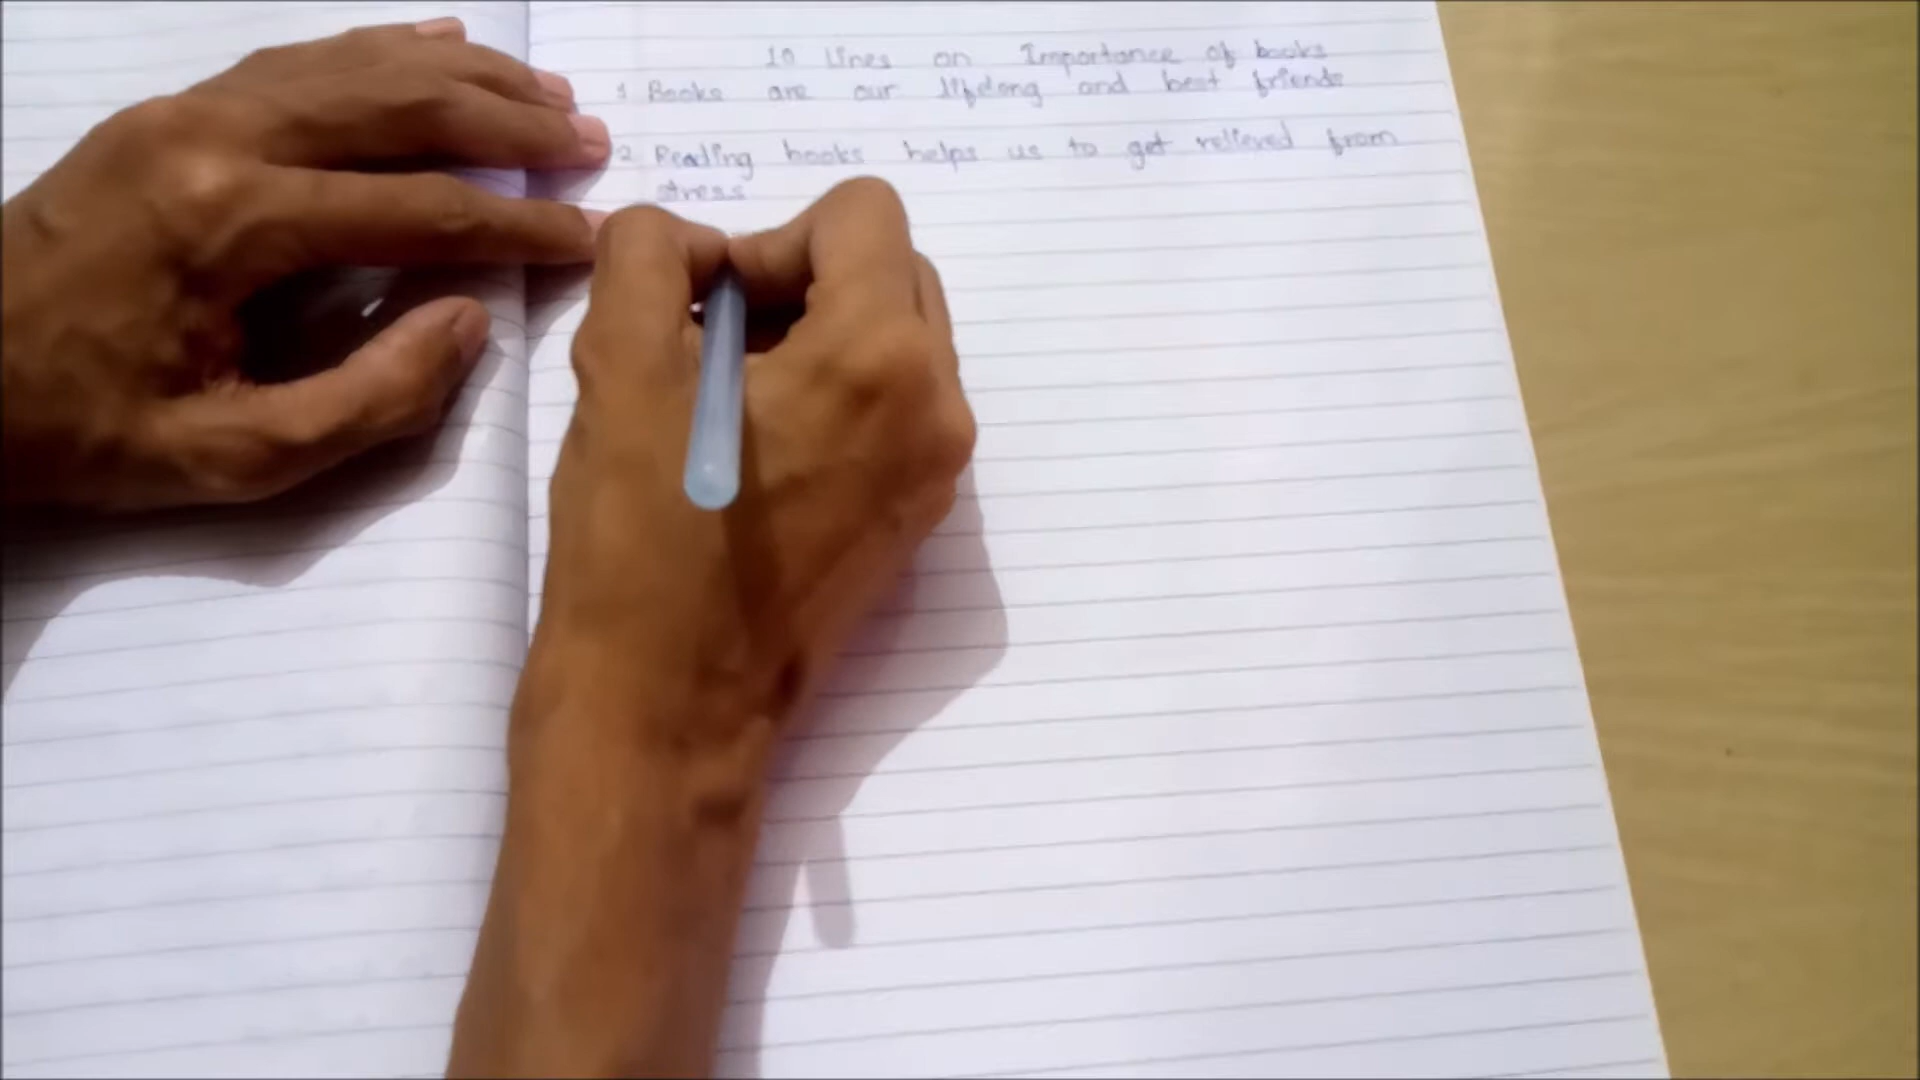 10 lines on Importance of books
1 Books are our lifelong and best friends
2 Reading books helps us to get relieved from
stress